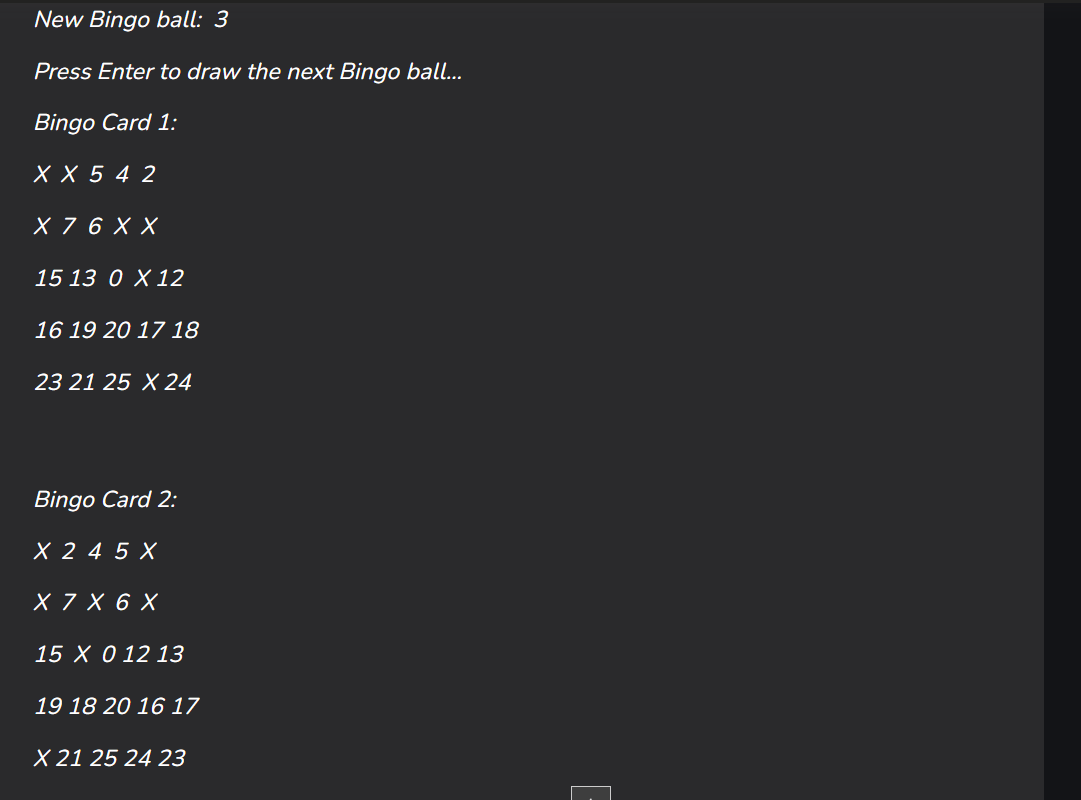 New Bingo ball:  3
Press Enter to draw the next Bingo ball...
Bingo Card 1:
X  X  5  4  2
X  7  6  X  X
15 13  0  X 12
16 19 20 17 18
23 21 25  X 24
Bingo Card 2:
X  2  4  5  X
X  7  X  6  X
15  X  0 12 13
19 18 20 16 17
X 21 25 24 23